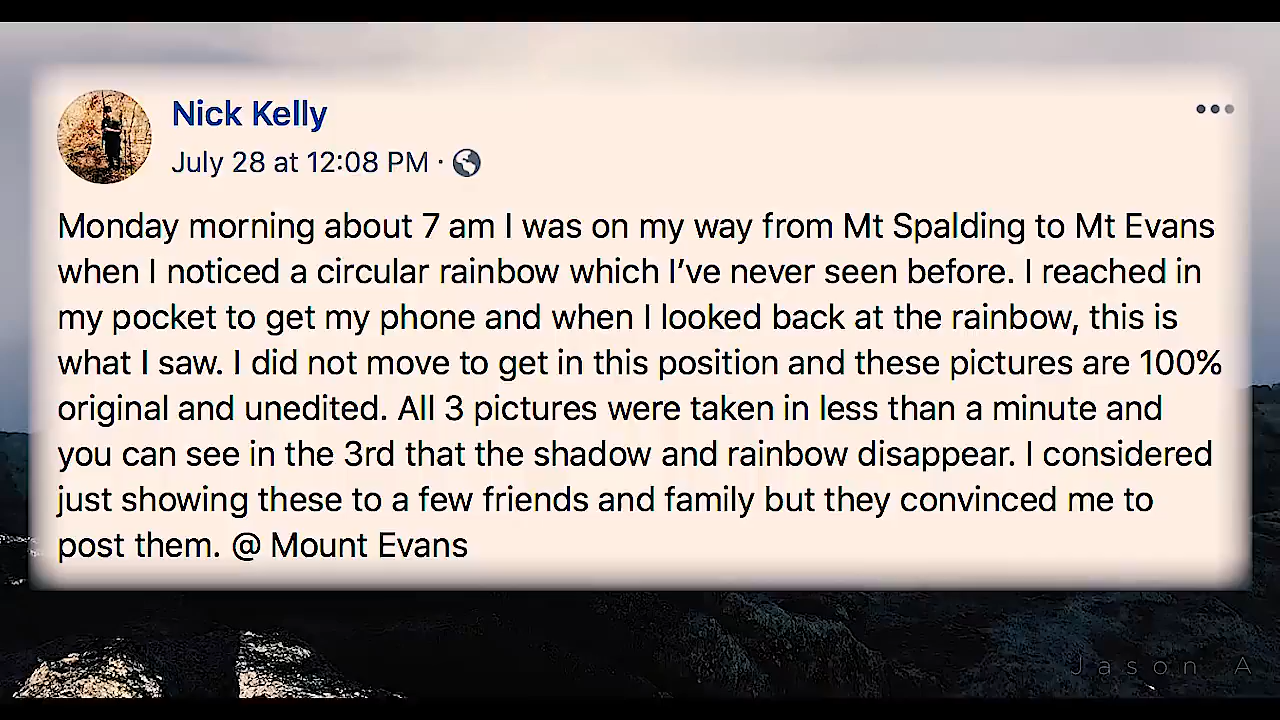 Nick Kelly
July 28 at 12:08 PM ·
Monday morning about 7 am I was on my way from Mt Spalding to Mt Evans
when I noticed a circular rainbow which I’ve never seen before. I reached in
my pocket to get my phone and when I looked back at the rainbow, this is
what I saw. I did not move to get in this position and these pictures are 100%
original and unedited. All 3 pictures were taken in less than a minute and
you can see in the 3rd that the shadow and rainbow disappear. I considered
just showing these to a few friends and family but they convinced me to
post them. @ Mount Evans
Jason A